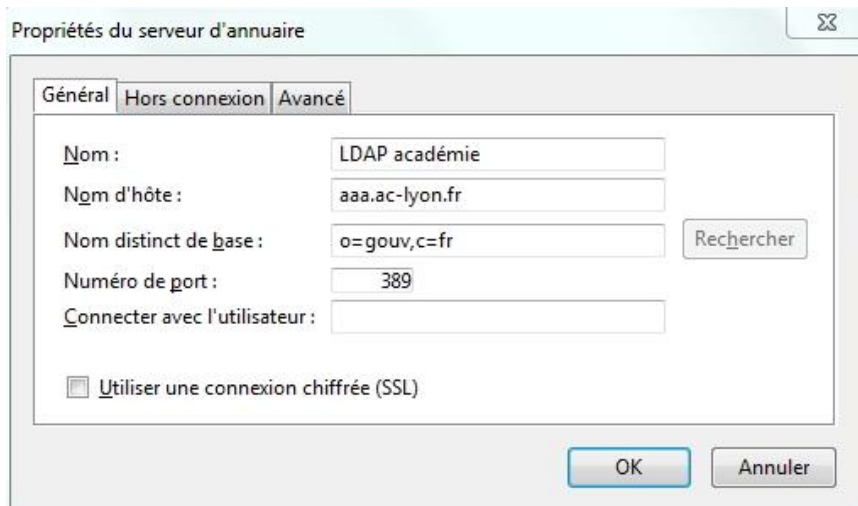 Propriétés du serveur d'annuaire
Général Hors connexion Avancé
Nom : LDAP académie
Nom d'hôte : aaa.ac-lyon.fr
Nom distinct de base : o=gouv,c=fr Rechercher
Numéro de port : 389
Connecter avec l'utilisateur :
Utiliser une connexion chiffrée (SSL)
OK Annuler